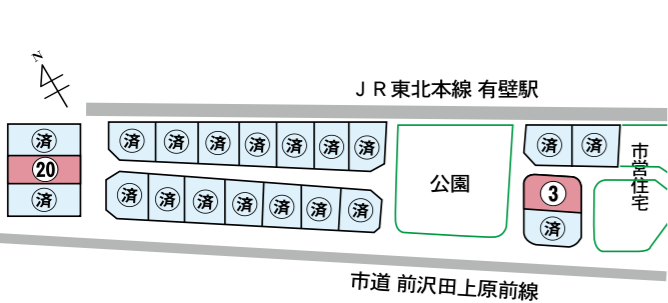 N
JR東北本線 有壁駅
済
20
済
済 済 済 済 済 済 済
済 済 済 済 済 済 済
公園
済 済
3
済
市営住宅
市道 前沢田上原前線